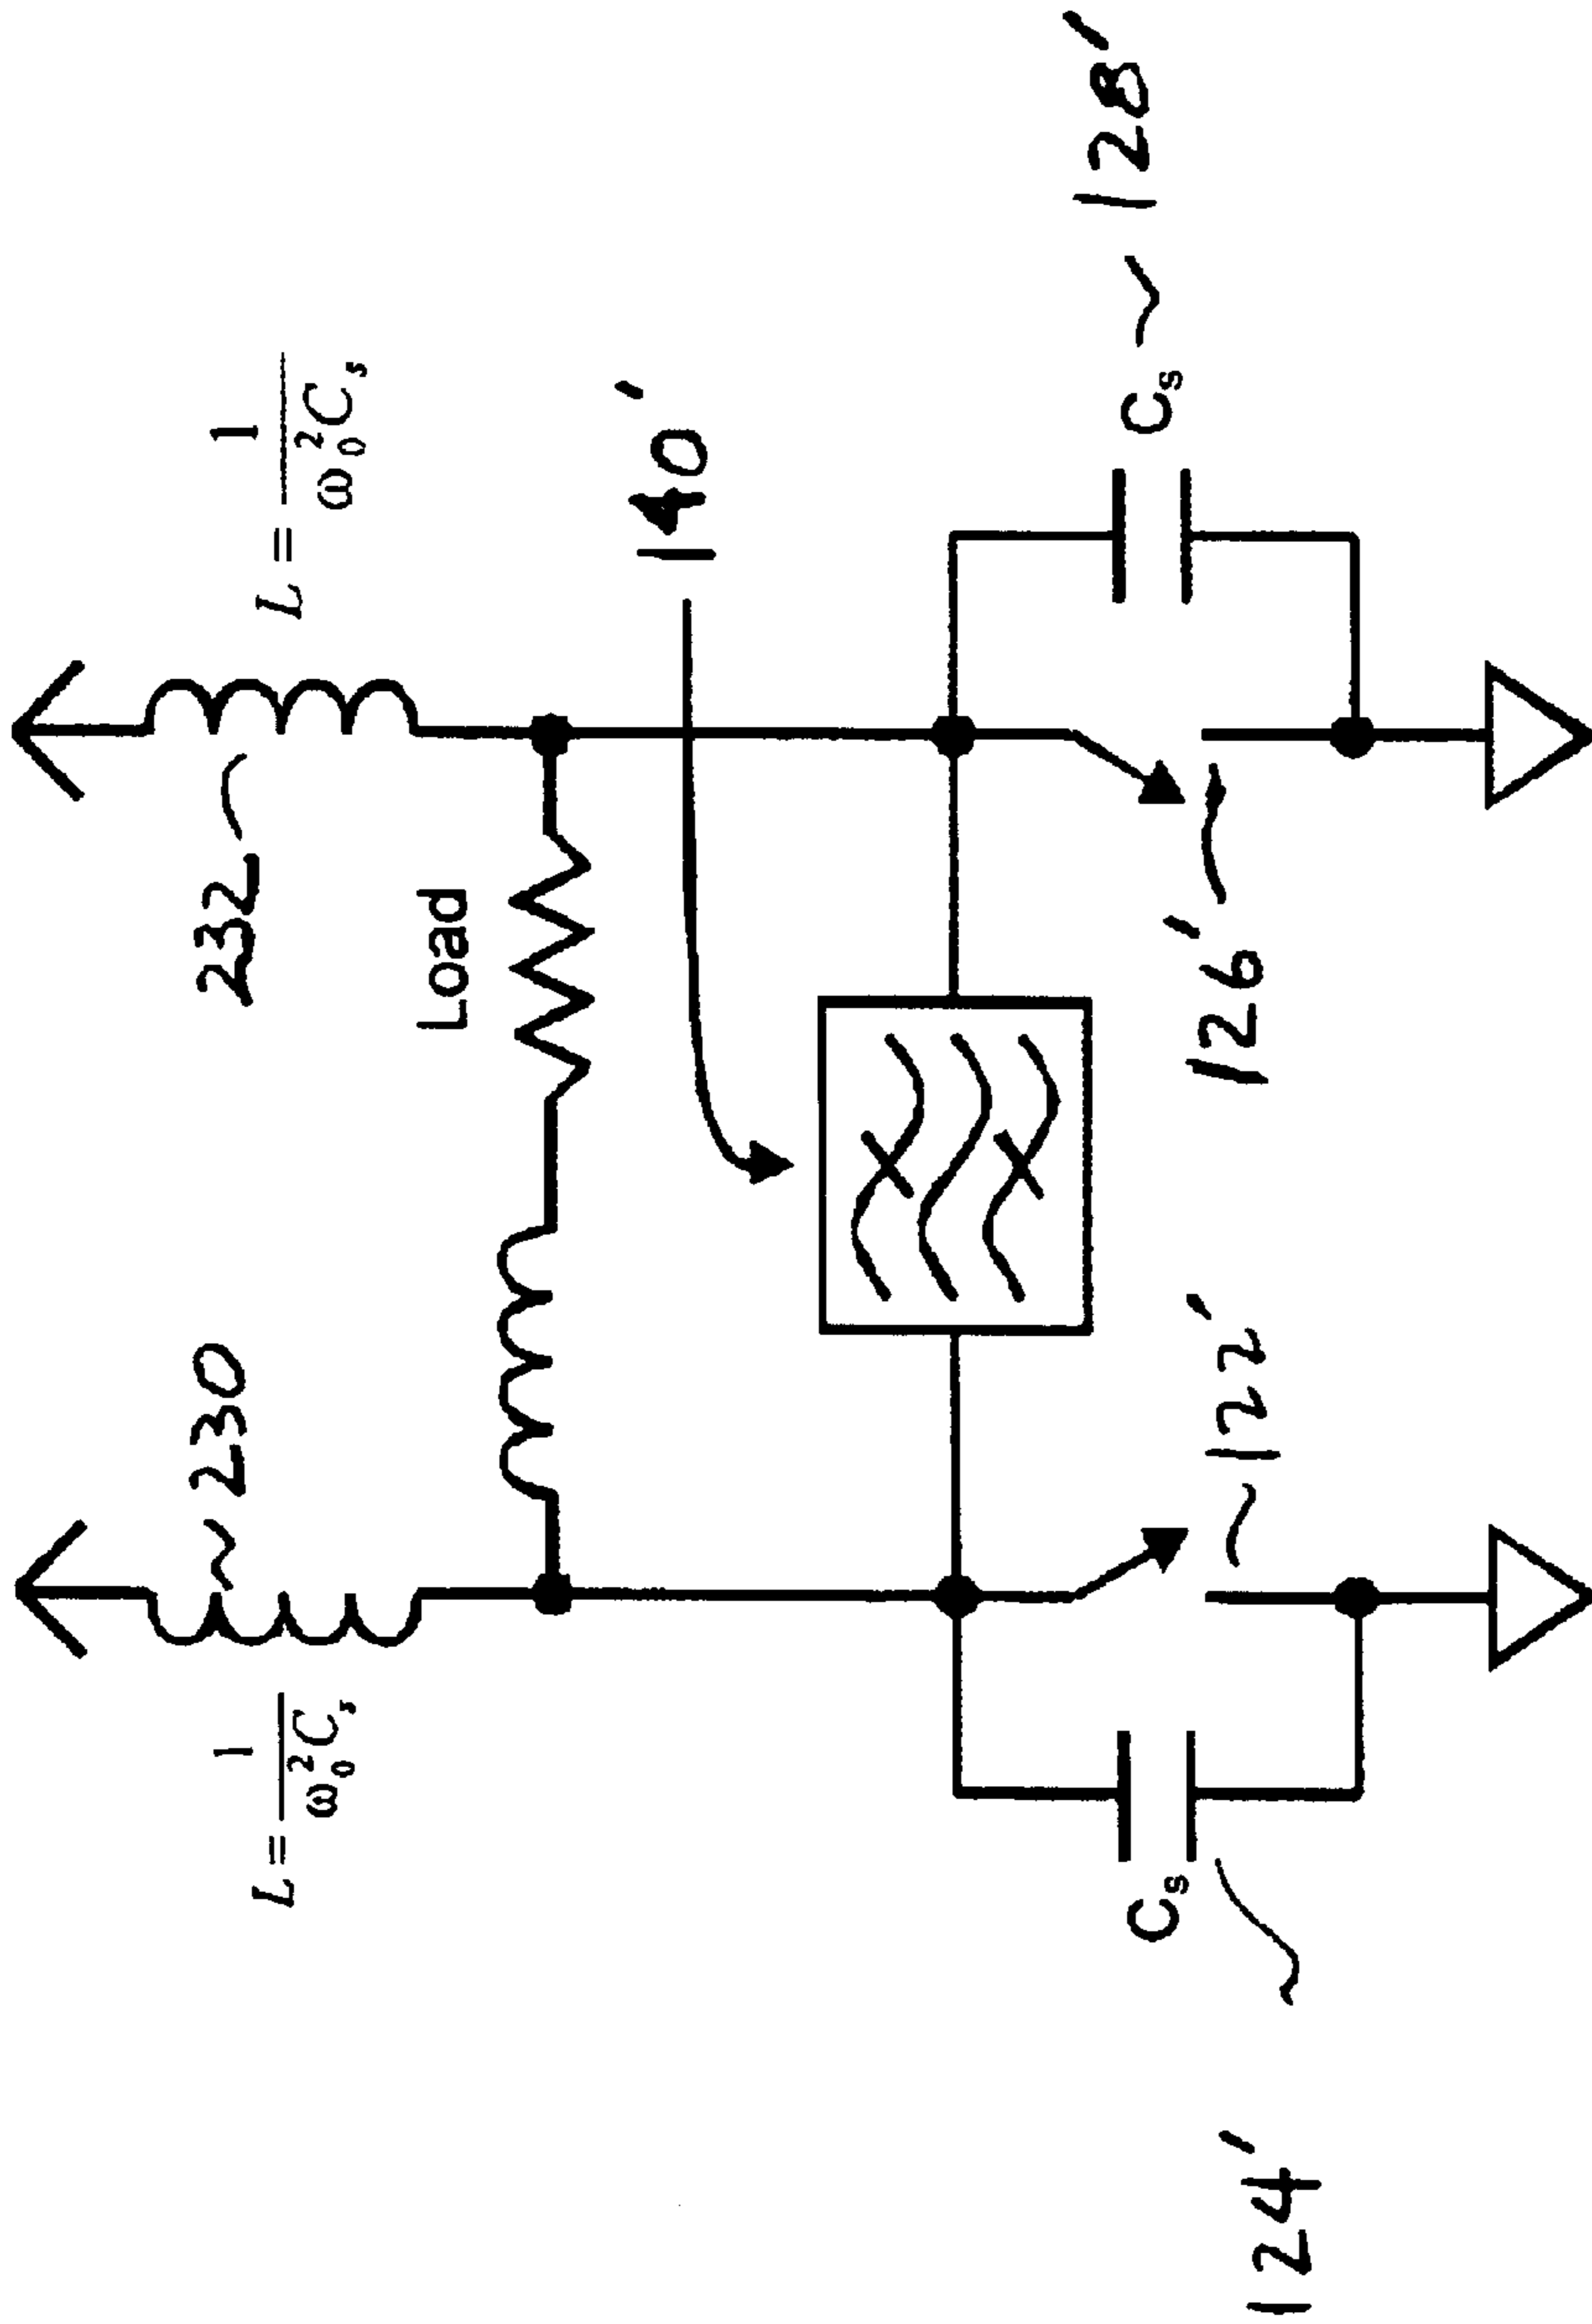 L = 1/ω₀²Cₛ
230
232
L = 1/ω₀²Cₛ
Load
140′
Cₛ
124′
122′
126′
Cₛ
128′